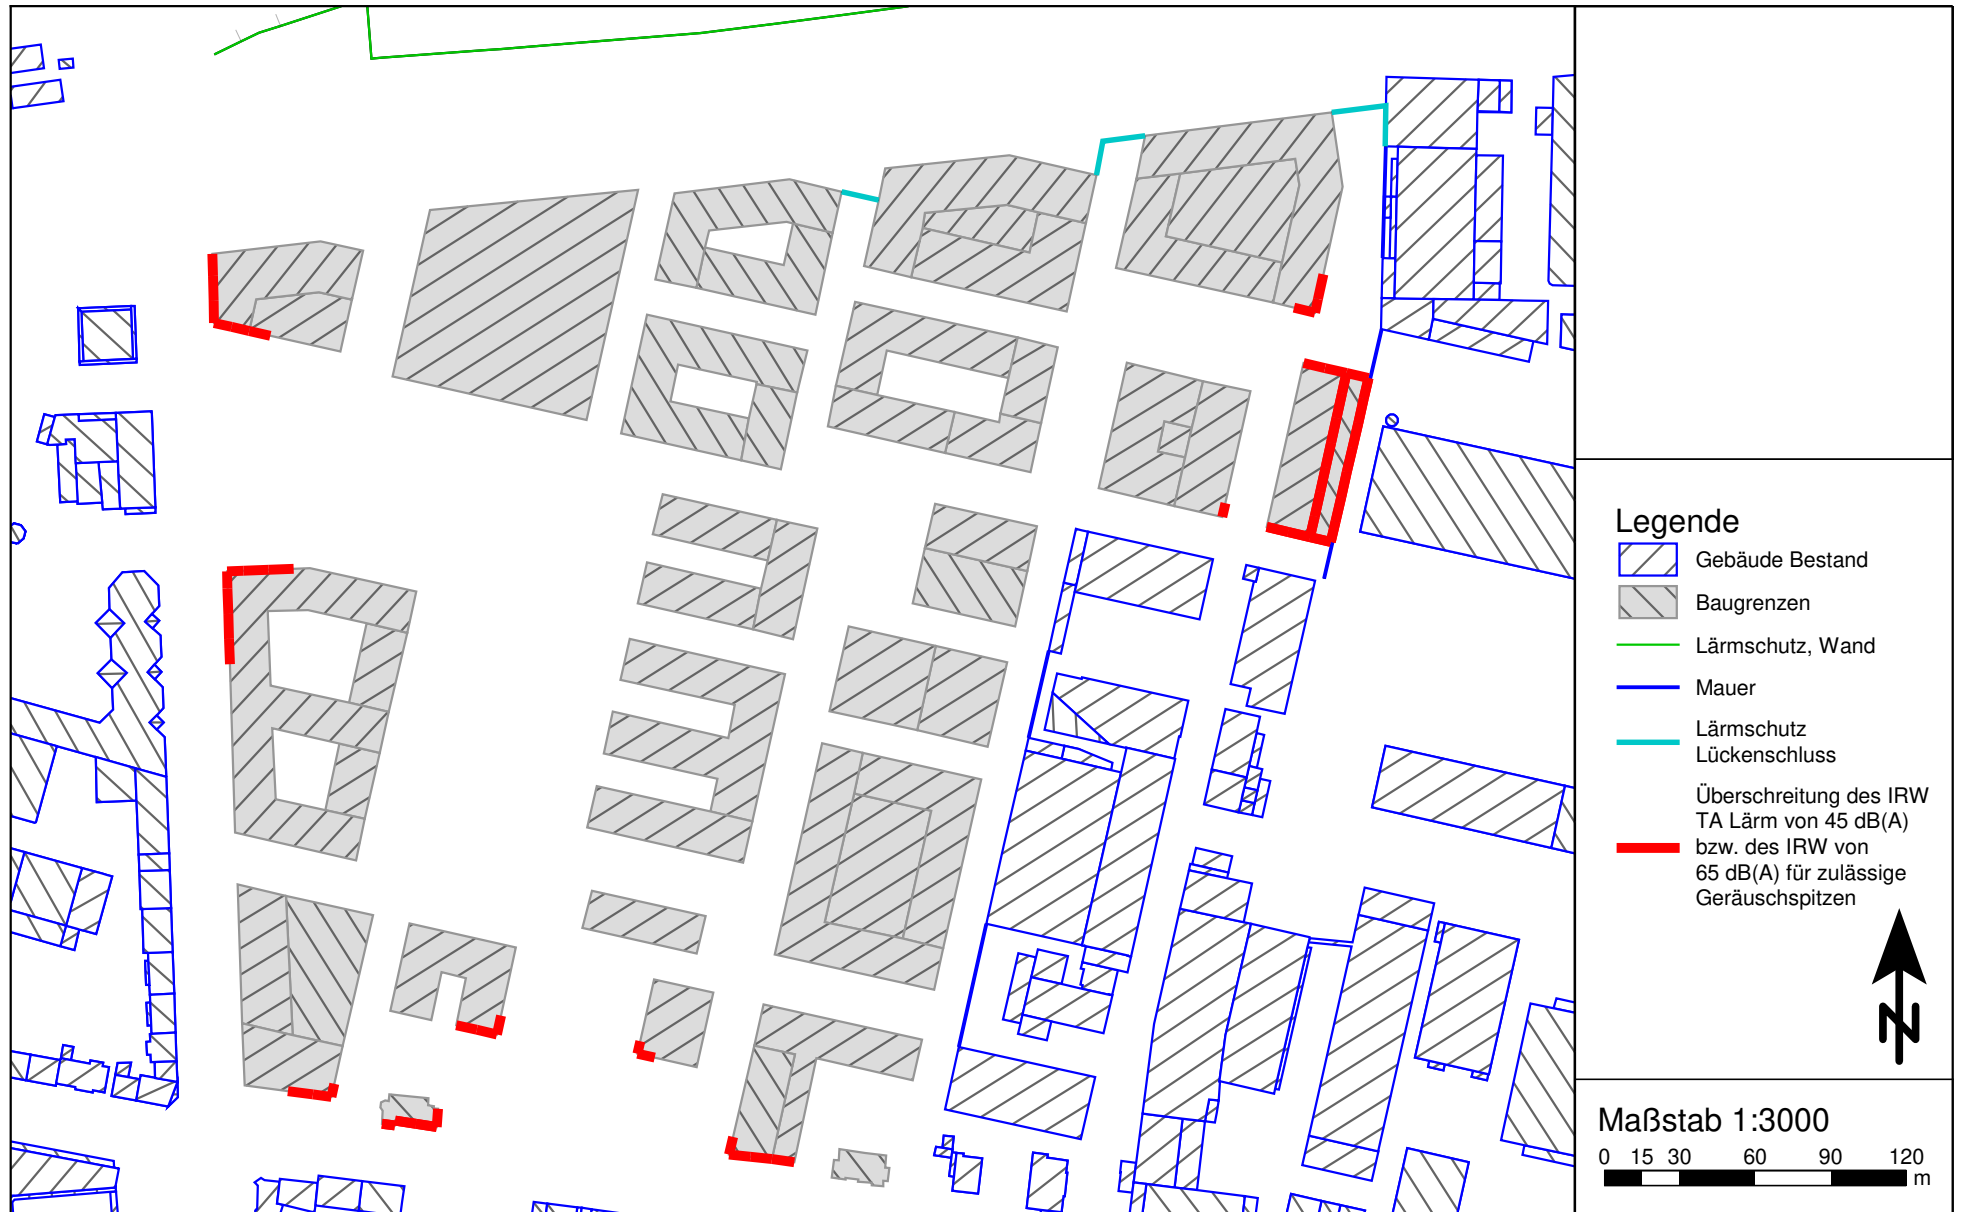 Legende
Gebäude Bestand
Baugrenzen
Lärmschutz, Wand
Mauer
Lärmschutz
Lückenschluss
Überschreitung des IRW
TA Lärm von 45 dB(A)
bzw. des IRW von
65 dB(A) für zulässige
Geräuschspitzen
N
Maßstab 1:3000
0 15 30 60 90 120
m